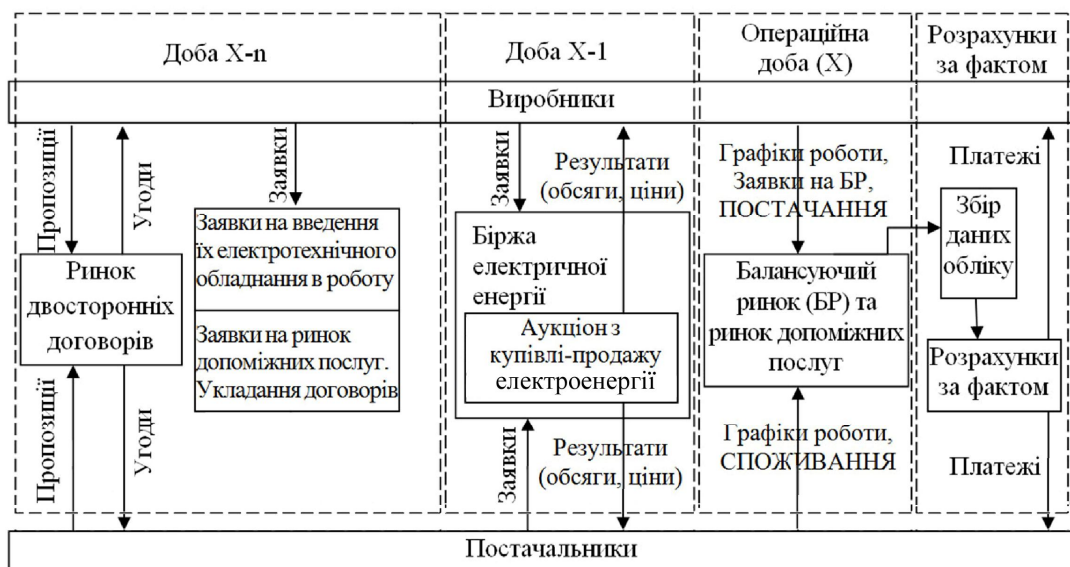 Доба X-n
Доба X-1
Операційна
доба (X)
Розрахунки
за фактом
Виробники
Пропозиції
Угоди
Заявки
Заявки
Результати
(обсяги, ціни)
Графіки роботи,
Заявки на БР,
ПОСТАЧАННЯ
Платежі
Ринок
двосторонніх
договорів
Заявки на введення
їх електротехнічного
обладнання в роботу
Заявки на ринок
допоміжних послуг.
Укладання договорів
Біржа
електричної
енергії
Аукціон з
купівлі-продажу
електроенергії
Балансуючий
ринок (БР) та
ринок допоміжних
послуг
Збір
даних
обліку
Розрахунки
за фактом
Пропозиції
Угоди
Заявки
Результати
(обсяги, ціни)
Графіки роботи,
СПОЖИВАННЯ
Платежі
Постачальники